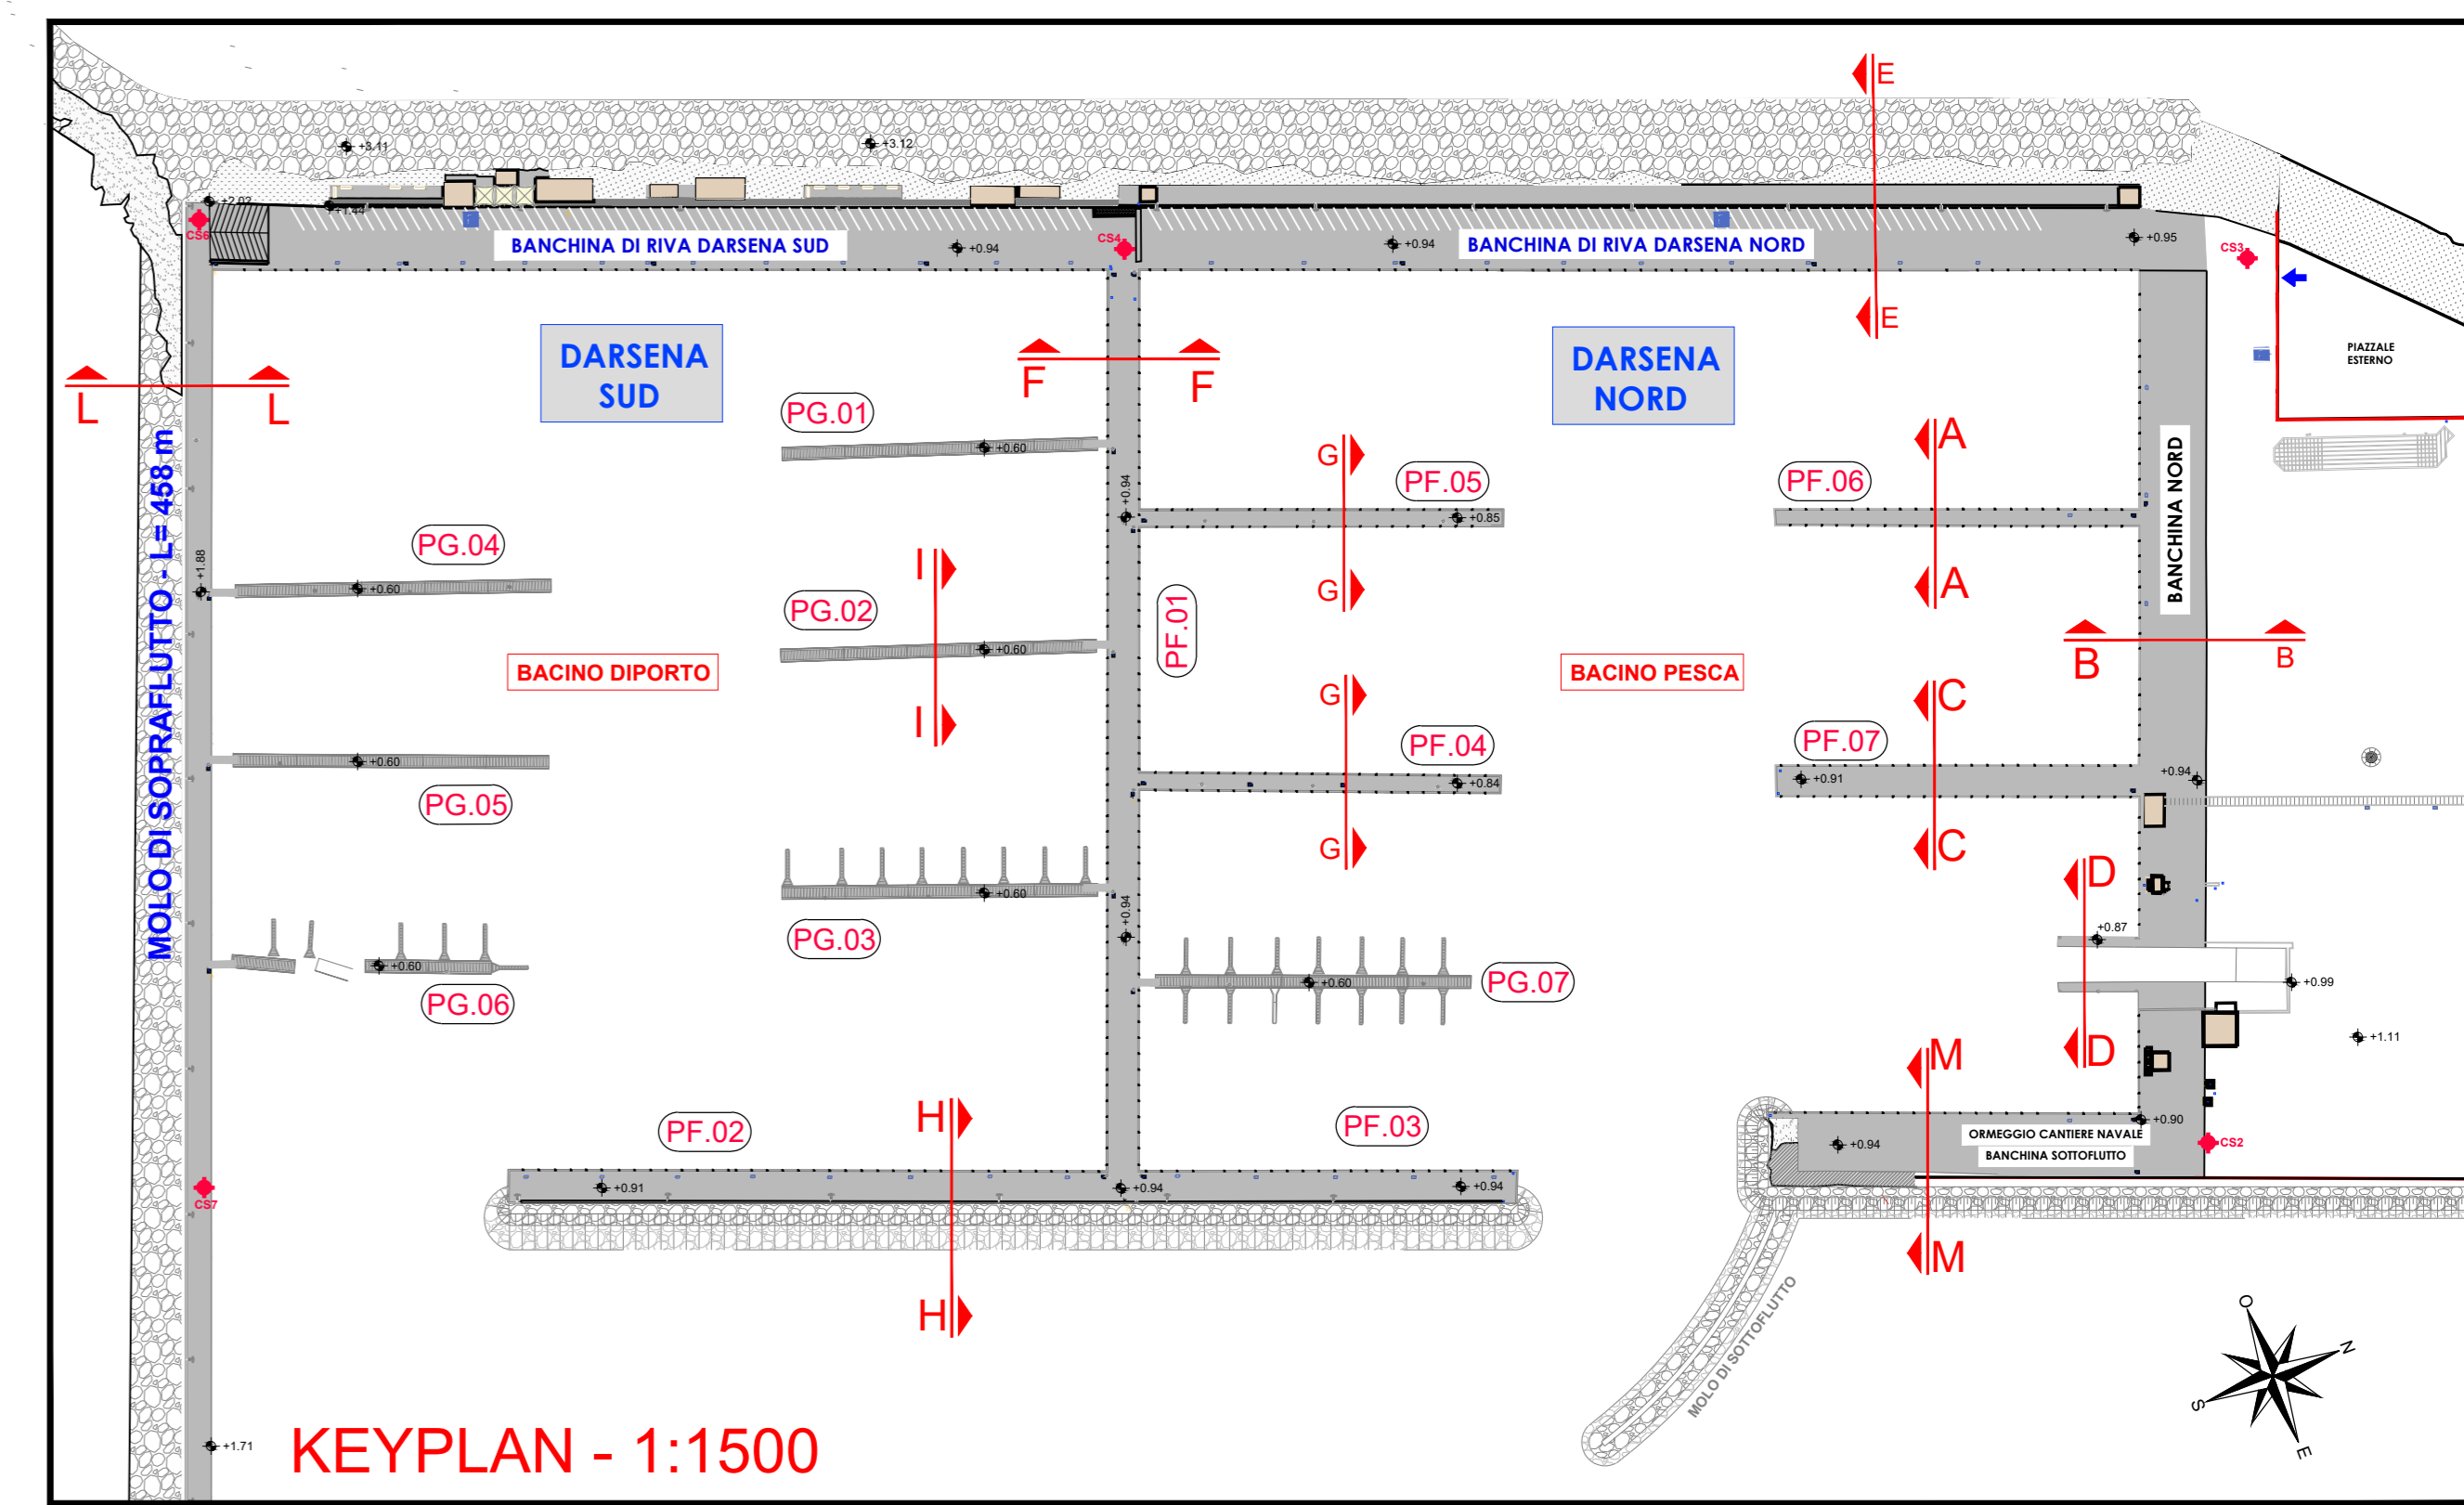 E
+3.11
+3.12
+2.02
+1.44
CS6
BANCHINA DI RIVA DARSENA SUD
+0.94
CS4
+0.94
BANCHINA DI RIVA DARSENA NORD
+0.95
CS3
E
DARSENA
SUD
DARSENA
NORD
PIAZZALE
ESTERNO
L
L
F
F
PG.01
+0.60
G
PF.05
+0.85
PF.06
A
BANCHINA NORD
MOLO DI SOPRAFLUTTO - L= 458 m
+0.94
PG.04
+0.60
+1.88
I
PG.02
+0.60
G
A
PF.01
BACINO DIPORTO
BACINO PESCA
B
B
G
C
I
PF.04
+0.84
PF.07
+0.91
+0.94
+0.60
PG.05
G
C
+0.60
PG.03
+0.94
D
+0.87
+0.60
PG.06
+0.60
PG.07
+0.99
+1.11
D
M
H
PF.02
PF.03
+0.90
ORMEGGIO CANTIERE NAVALE
+0.94
CS2
BANCHINA SOTTOFLUTTO
+0.91
+0.94
+0.94
CS7
M
H
MOLO DI SOTTOFLUTTO
O
N
S
E
+1.71
KEYPLAN - 1:1500